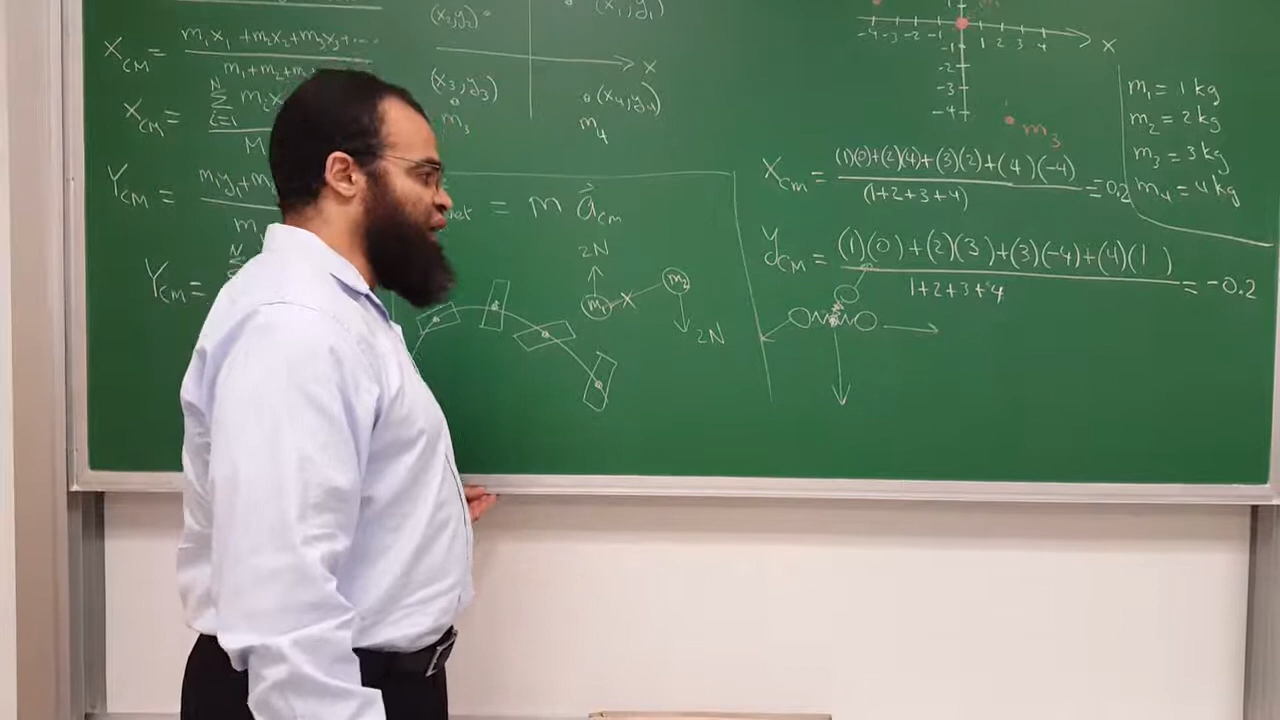 X_CM = m₁x₁ + m₂x₂ + m₃x₃ + ...
m₁ + m₂ + m
X_CM = N Σ i=1 m
M
Y_CM = m₁y₁ + m
m
Y_CM = N
(x₂,y₂)
(x₁,y₁)
X
(x₃,y₃)
m₃
(x₄,y₄)
m₄
= m a⃗_cm
2N
m₁ X m₂
2N
-4 -3 -2 -1 1 2 3 4 X
-1
-2
-3
-4
m₃
m₁ = 1 kg
m₂ = 2 kg
m₃ = 3 kg
m₄ = 4 kg
X_cm = (1)(0)+(2)(4)+(3)(2)+(4)(-4) = 0.2
(1+2+3+4)
y_CM = (1)(0)+(2)(3)+(3)(-4)+(4)(1) = -0.2
1+2+3+4